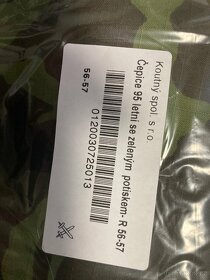 Koutný spol. s r.o.
Čepice 95 letní se zeleným potiskem- R 56-57
56-57
0120030725013